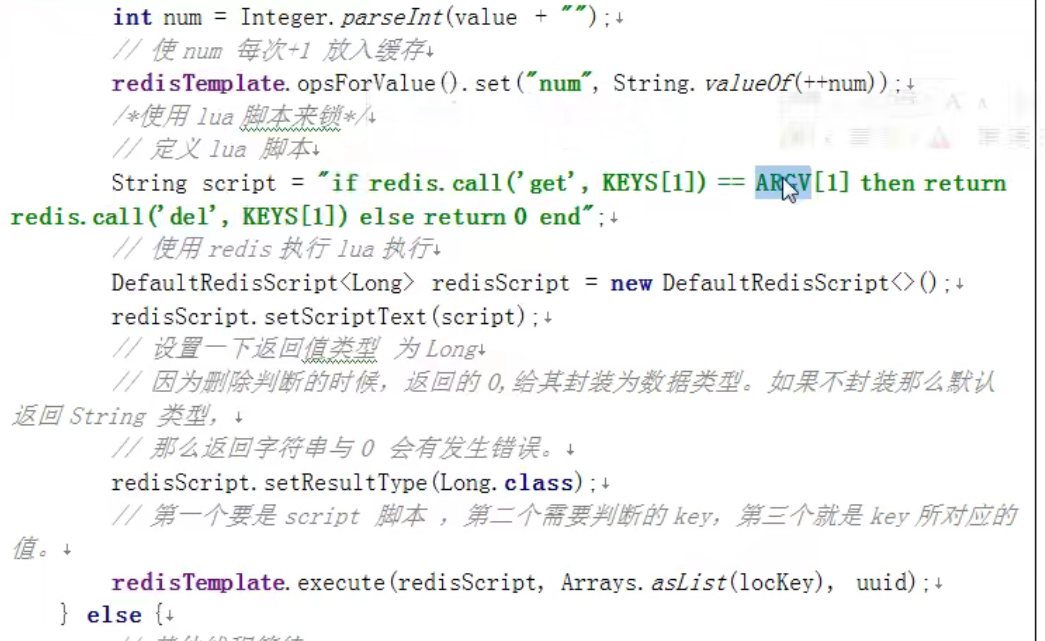 int num = Integer.parseInt(value + "");↓
// 使 num 每次+1 放入缓存↓
redisTemplate.opsForValue().set("num", String.valueOf(++num));↓
/*使用 lua 脚本来锁*/↓
// 定义 lua 脚本↓
String script = "if redis.call('get', KEYS[1]) == ARGV[1] then return
redis.call('del', KEYS[1]) else return 0 end";↓
// 使用 redis 执行 lua 执行↓
DefaultRedisScript<Long> redisScript = new DefaultRedisScript<>();↓
redisScript.setScriptText(script);↓
// 设置一下返回值类型 为 Long↓
// 因为删除判断的时候，返回的 0,给其封装为数据类型。如果不封装那么默认
返回 String 类型，↓
// 那么返回字符串与 0 会有发生错误。↓
redisScript.setResultType(Long.class);↓
// 第一个要是 script 脚本 ，第二个需要判断的 key，第三个就是 key 所对应的
值。↓
redisTemplate.execute(redisScript, Arrays.asList(locKey), uuid);↓
} else {↓